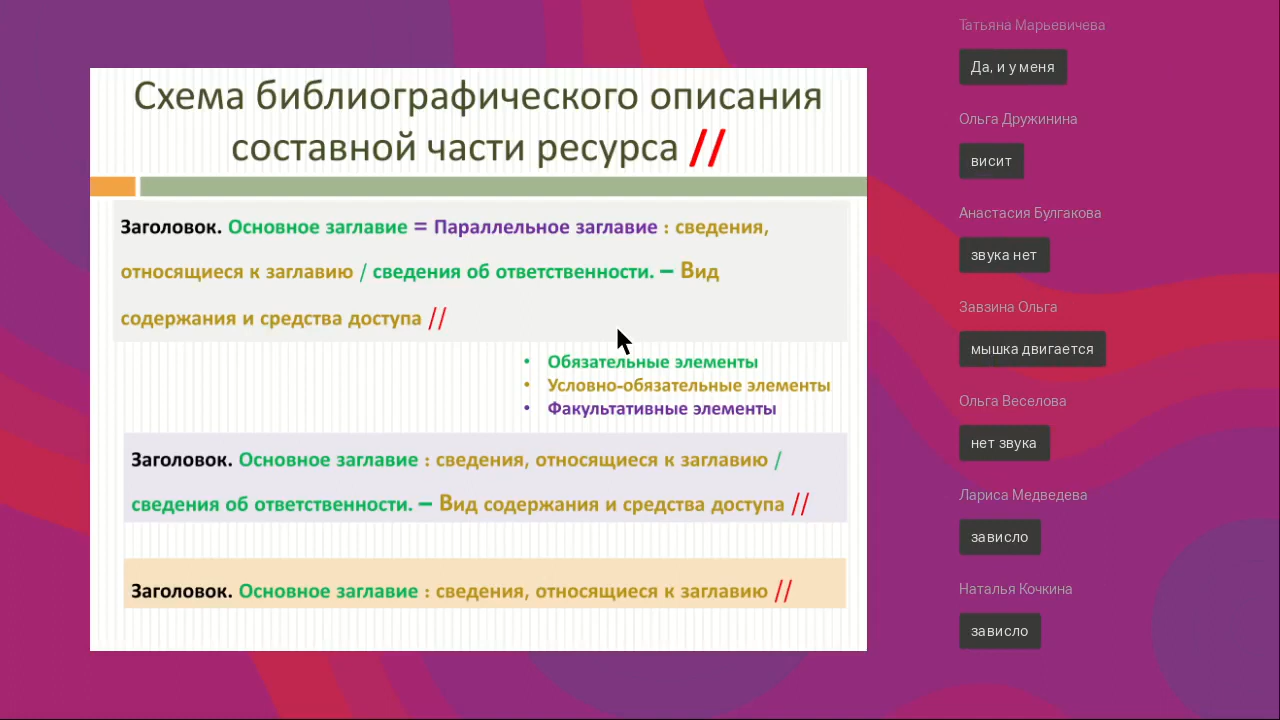 Схема библиографического описания
составной части ресурса //
Заголовок. Основное заглавие = Параллельное заглавие : сведения,
относящиеся к заглавию / сведения об ответственности. – Вид
содержания и средства доступа //
• Обязательные элементы
• Условно-обязательные элементы
• Факультативные элементы
Заголовок. Основное заглавие : сведения, относящиеся к заглавию /
сведения об ответственности. – Вид содержания и средства доступа //
Заголовок. Основное заглавие : сведения, относящиеся к заглавию //
Татьяна Марьевичева
Да, и у меня
Ольга Дружинина
висит
Анастасия Булгакова
звука нет
Завзина Ольга
мышка двигается
Ольга Веселова
нет звука
Лариса Медведева
зависло
Наталья Кочкина
зависло